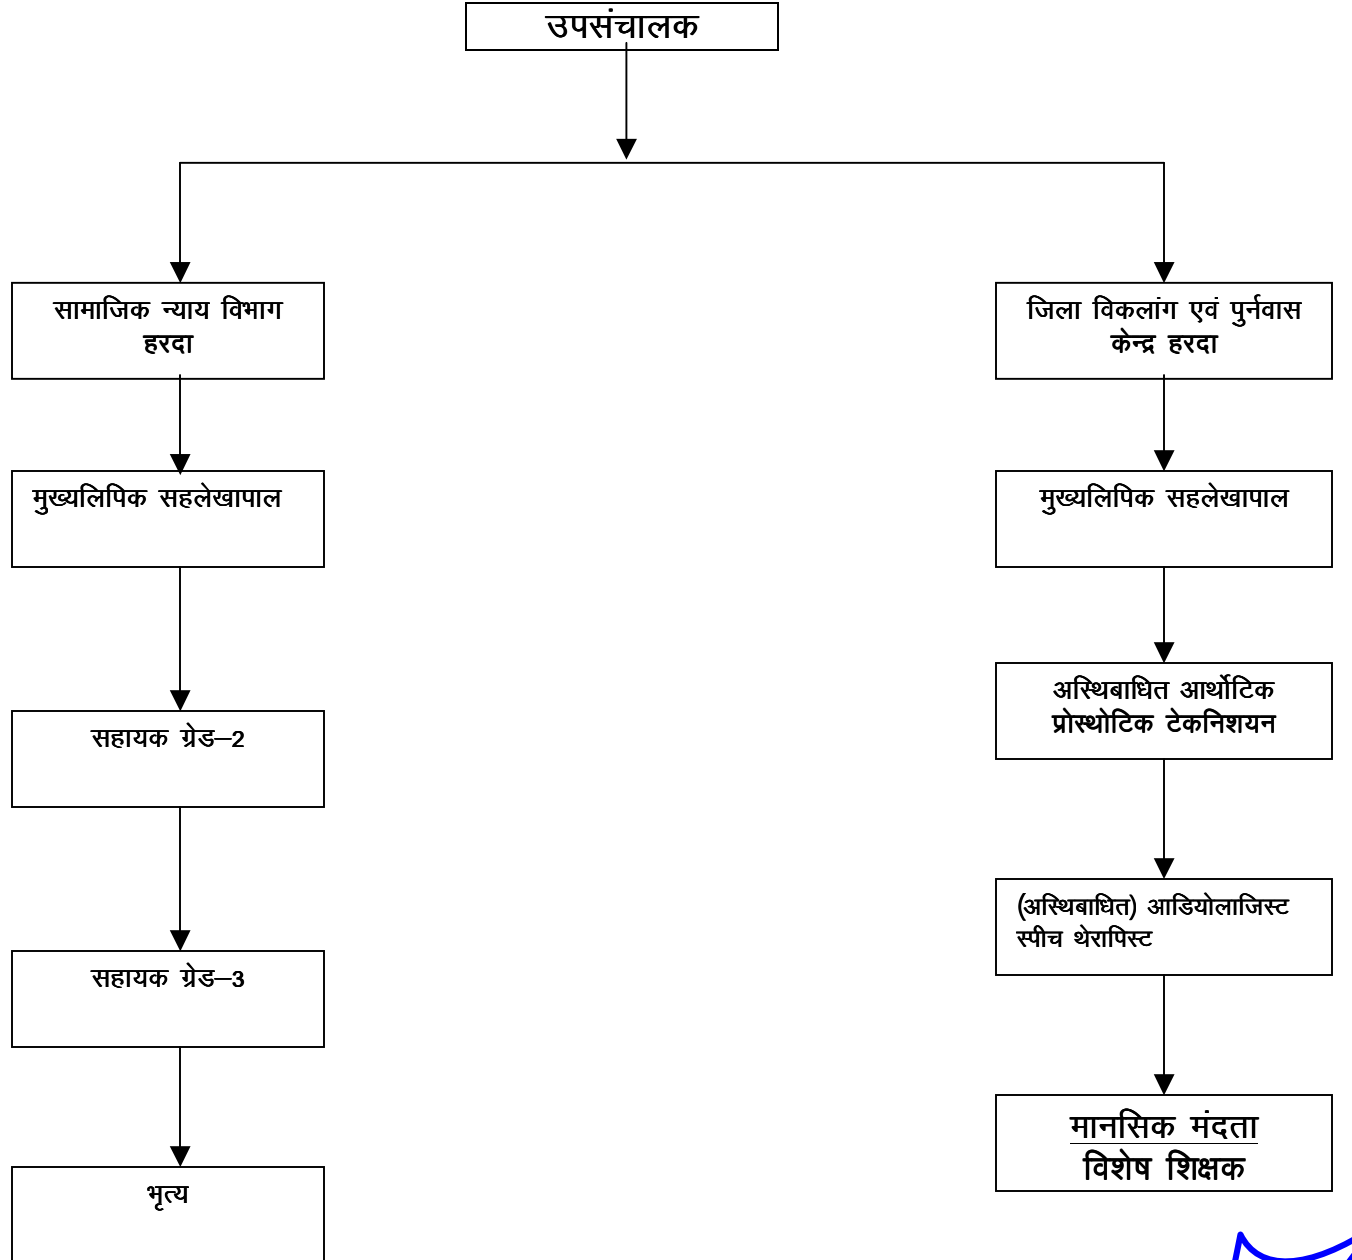 उपसंचालक
सामाजिक न्याय विभाग
हरदा
मुख्यलिपिक सहलेखापाल
सहायक ग्रेड–2
सहायक ग्रेड–3
भृत्य
जिला विकलांग एवं पुर्नवास
केन्द्र हरदा
मुख्यलिपिक सहलेखापाल
अस्थिबाधित आर्थोटिक
प्रोस्थोटिक टेकनिशयन
(अस्थिबाधित) आडियोलाजिस्ट
स्पीच थेरापिस्ट
मानसिक मंदता
विशेष शिक्षक